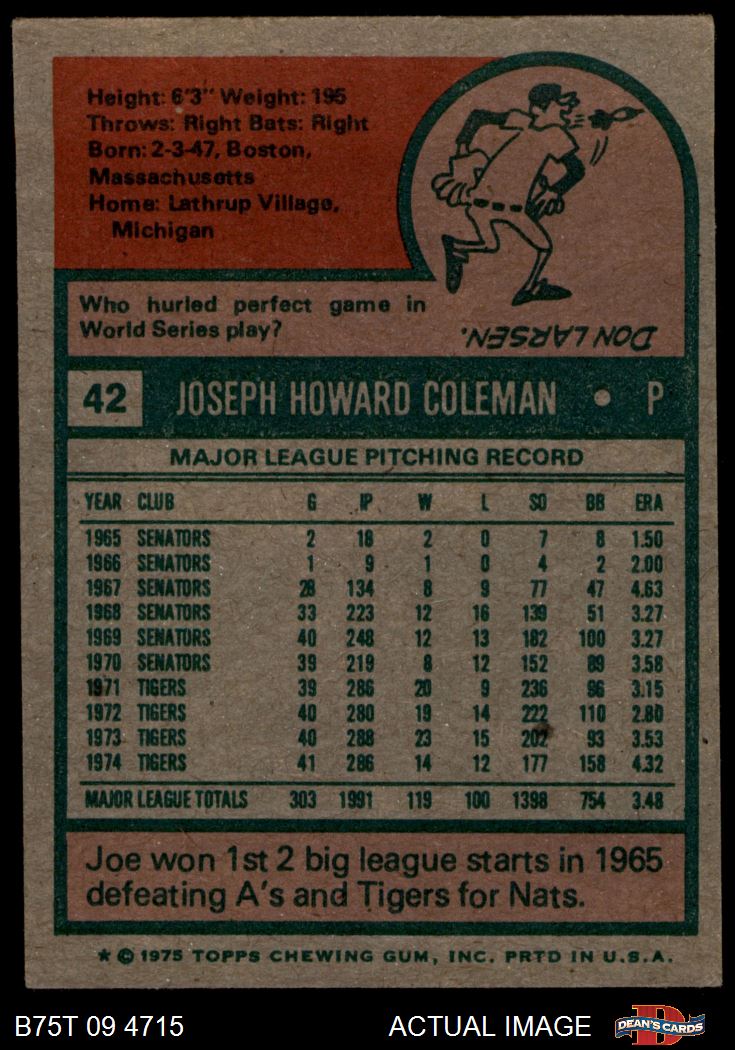 Height: 6'3" Weight: 195
Throws: Right Bats: Right
Born: 2-3-47, Boston,
Massachusetts
Home: Lathrup Village,
Michigan
Who hurled perfect game in
World Series play?
DON LARSEN.
42 JOSEPH HOWARD COLEMAN • P
MAJOR LEAGUE PITCHING RECORD
YEAR CLUB G IP W L SO BB ERA
1965 SENATORS 2 18 2 0 7 8 1.50
1966 SENATORS 1 9 1 0 4 2 2.00
1967 SENATORS 28 134 8 9 77 47 4.63
1968 SENATORS 33 223 12 16 139 51 3.27
1969 SENATORS 40 248 12 13 182 100 3.27
1970 SENATORS 39 219 8 12 152 89 3.58
1971 TIGERS 39 286 20 9 236 96 3.15
1972 TIGERS 40 280 19 14 222 110 2.80
1973 TIGERS 40 288 23 15 202 93 3.53
1974 TIGERS 41 286 14 12 177 158 4.32
MAJOR LEAGUE TOTALS 303 1991 119 100 1398 754 3.48
Joe won 1st 2 big league starts in 1965
defeating A's and Tigers for Nats.
★ © 1975 TOPPS CHEWING GUM, INC. PRTD IN U.S.A.
B75T 09 4715 ACTUAL IMAGE D DEAN'S CARDS